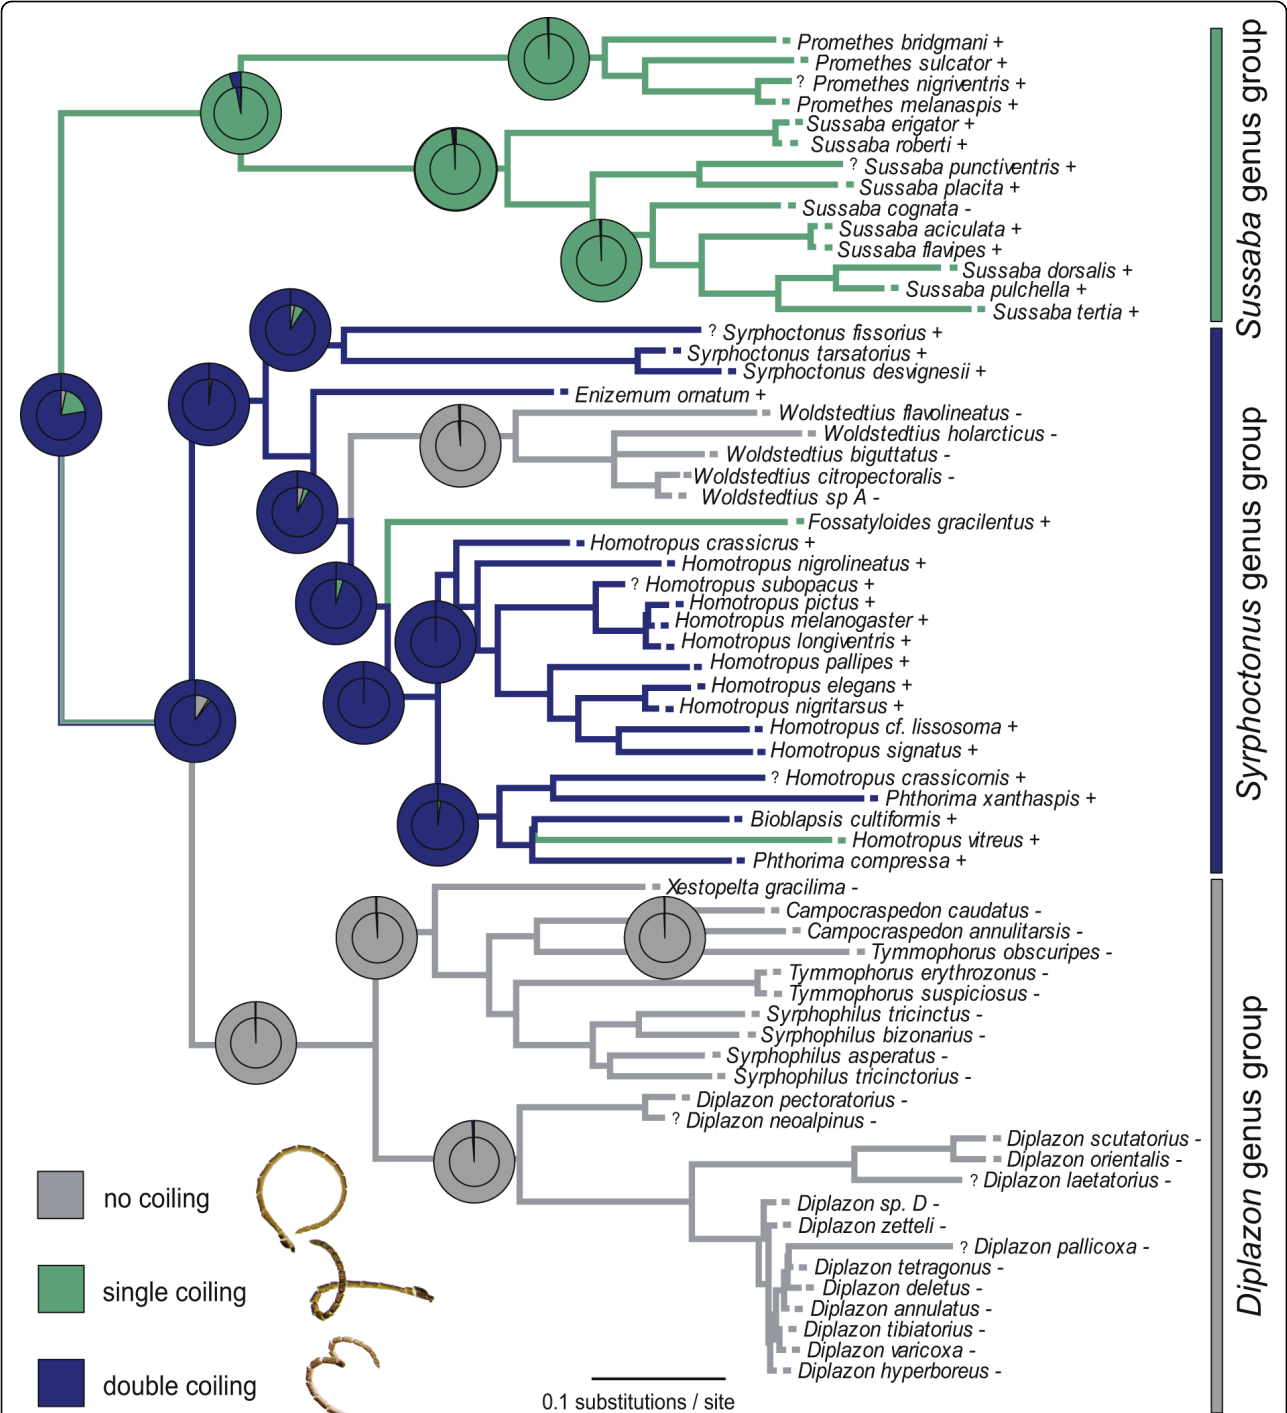 Promethes bridgmani +
Promethes sulcator +
? Promethes nigriventris +
Promethes melanaspis +
Sussaba erigator +
Sussaba roberti +
? Sussaba punctiventris +
Sussaba placita +
Sussaba cognata -
Sussaba aciculata +
Sussaba flavipes +
Sussaba dorsalis +
Sussaba pulchella +
Sussaba tertia +
Sussaba genus group
? Syrphoctonus fissorius +
Syrphoctonus tarsatorius +
Syrphoctonus desvignesii +
Enizemum ornatum +
Woldstedtius flavolineatus -
Woldstedtius holarcticus -
Woldstedtius biguttatus -
Woldstedtius citropectoralis -
Woldstedtius sp A -
Fossatyloides gracilentus +
Homotropus crassicrus +
Homotropus nigrolineatus +
? Homotropus subopacus +
Homotropus pictus +
Homotropus melanogaster +
Homotropus longiventris +
Homotropus pallipes +
Homotropus elegans +
Homotropus nigritarsus +
Homotropus cf. lissosoma +
Homotropus signatus +
? Homotropus crassicornis +
Phthorima xanthaspis +
Bioblapsis cultiformis +
Homotropus vitreus +
Phthorima compressa +
Syrphoctonus genus group
Xestopelta gracilima -
Campocraspedon caudatus -
Campocraspedon annulitarsis -
Tymmophorus obscuripes -
Tymmophorus erythrozonus -
Tymmophorus suspiciosus -
Syrphophilus tricinctus -
Syrphophilus bizonarius -
Syrphophilus asperatus -
Syrphophilus tricinctorius -
Diplazon pectoratorius -
? Diplazon neoalpinus -
Diplazon scutatorius -
Diplazon orientalis -
? Diplazon laetatorius -
Diplazon sp. D -
Diplazon zetteli -
? Diplazon pallicoxa -
Diplazon tetragonus -
Diplazon deletus -
Diplazon annulatus -
Diplazon tibiatorius -
Diplazon varicoxa -
Diplazon hyperboreus -
Diplazon genus group
no coiling
single coiling
double coiling
0.1 substitutions / site